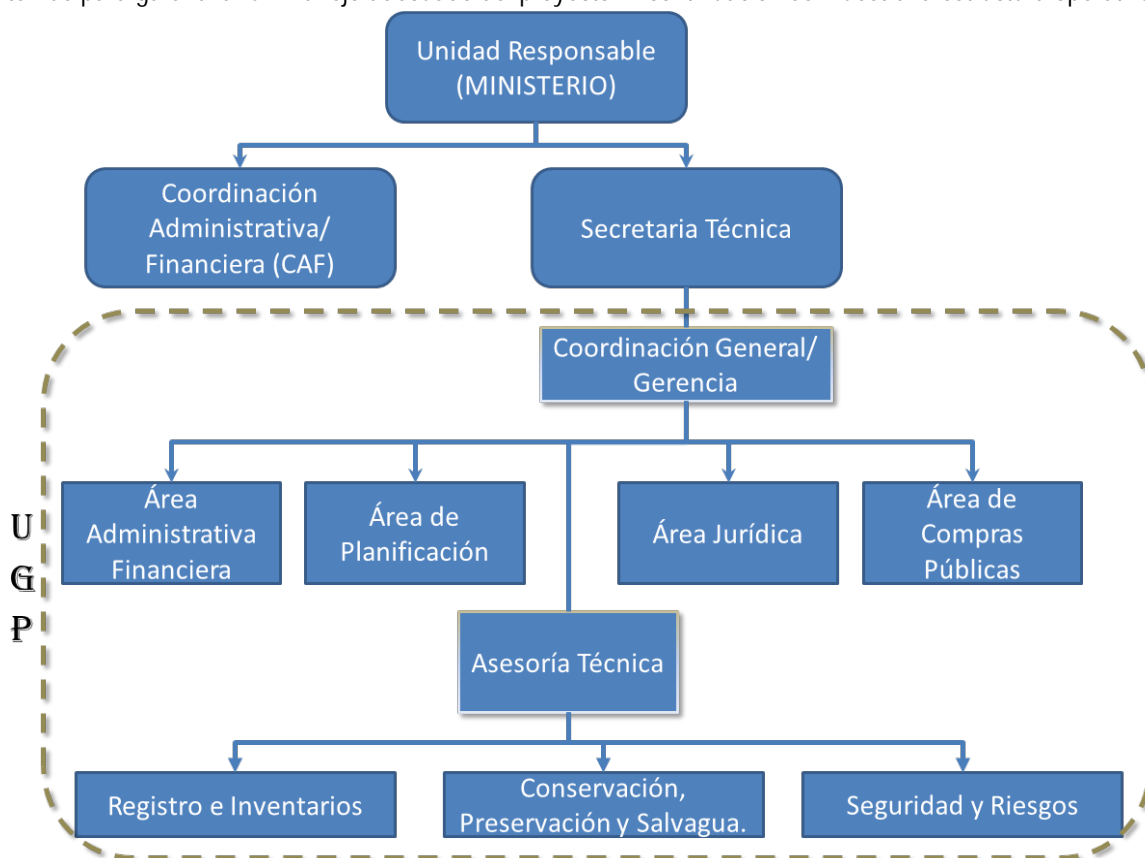 Unidad Responsable
(MINISTERIO)
Coordinación
Administrativa/
Financiera (CAF)
Secretaria Técnica
Coordinación General/
Gerencia
Área
Administrativa
Financiera
Área de
Planificación
Área Jurídica
Área de
Compras
Públicas
U
G
P
Asesoría Técnica
Registro e Inventarios
Conservación,
Preservación y Salvagua.
Seguridad y Riesgos